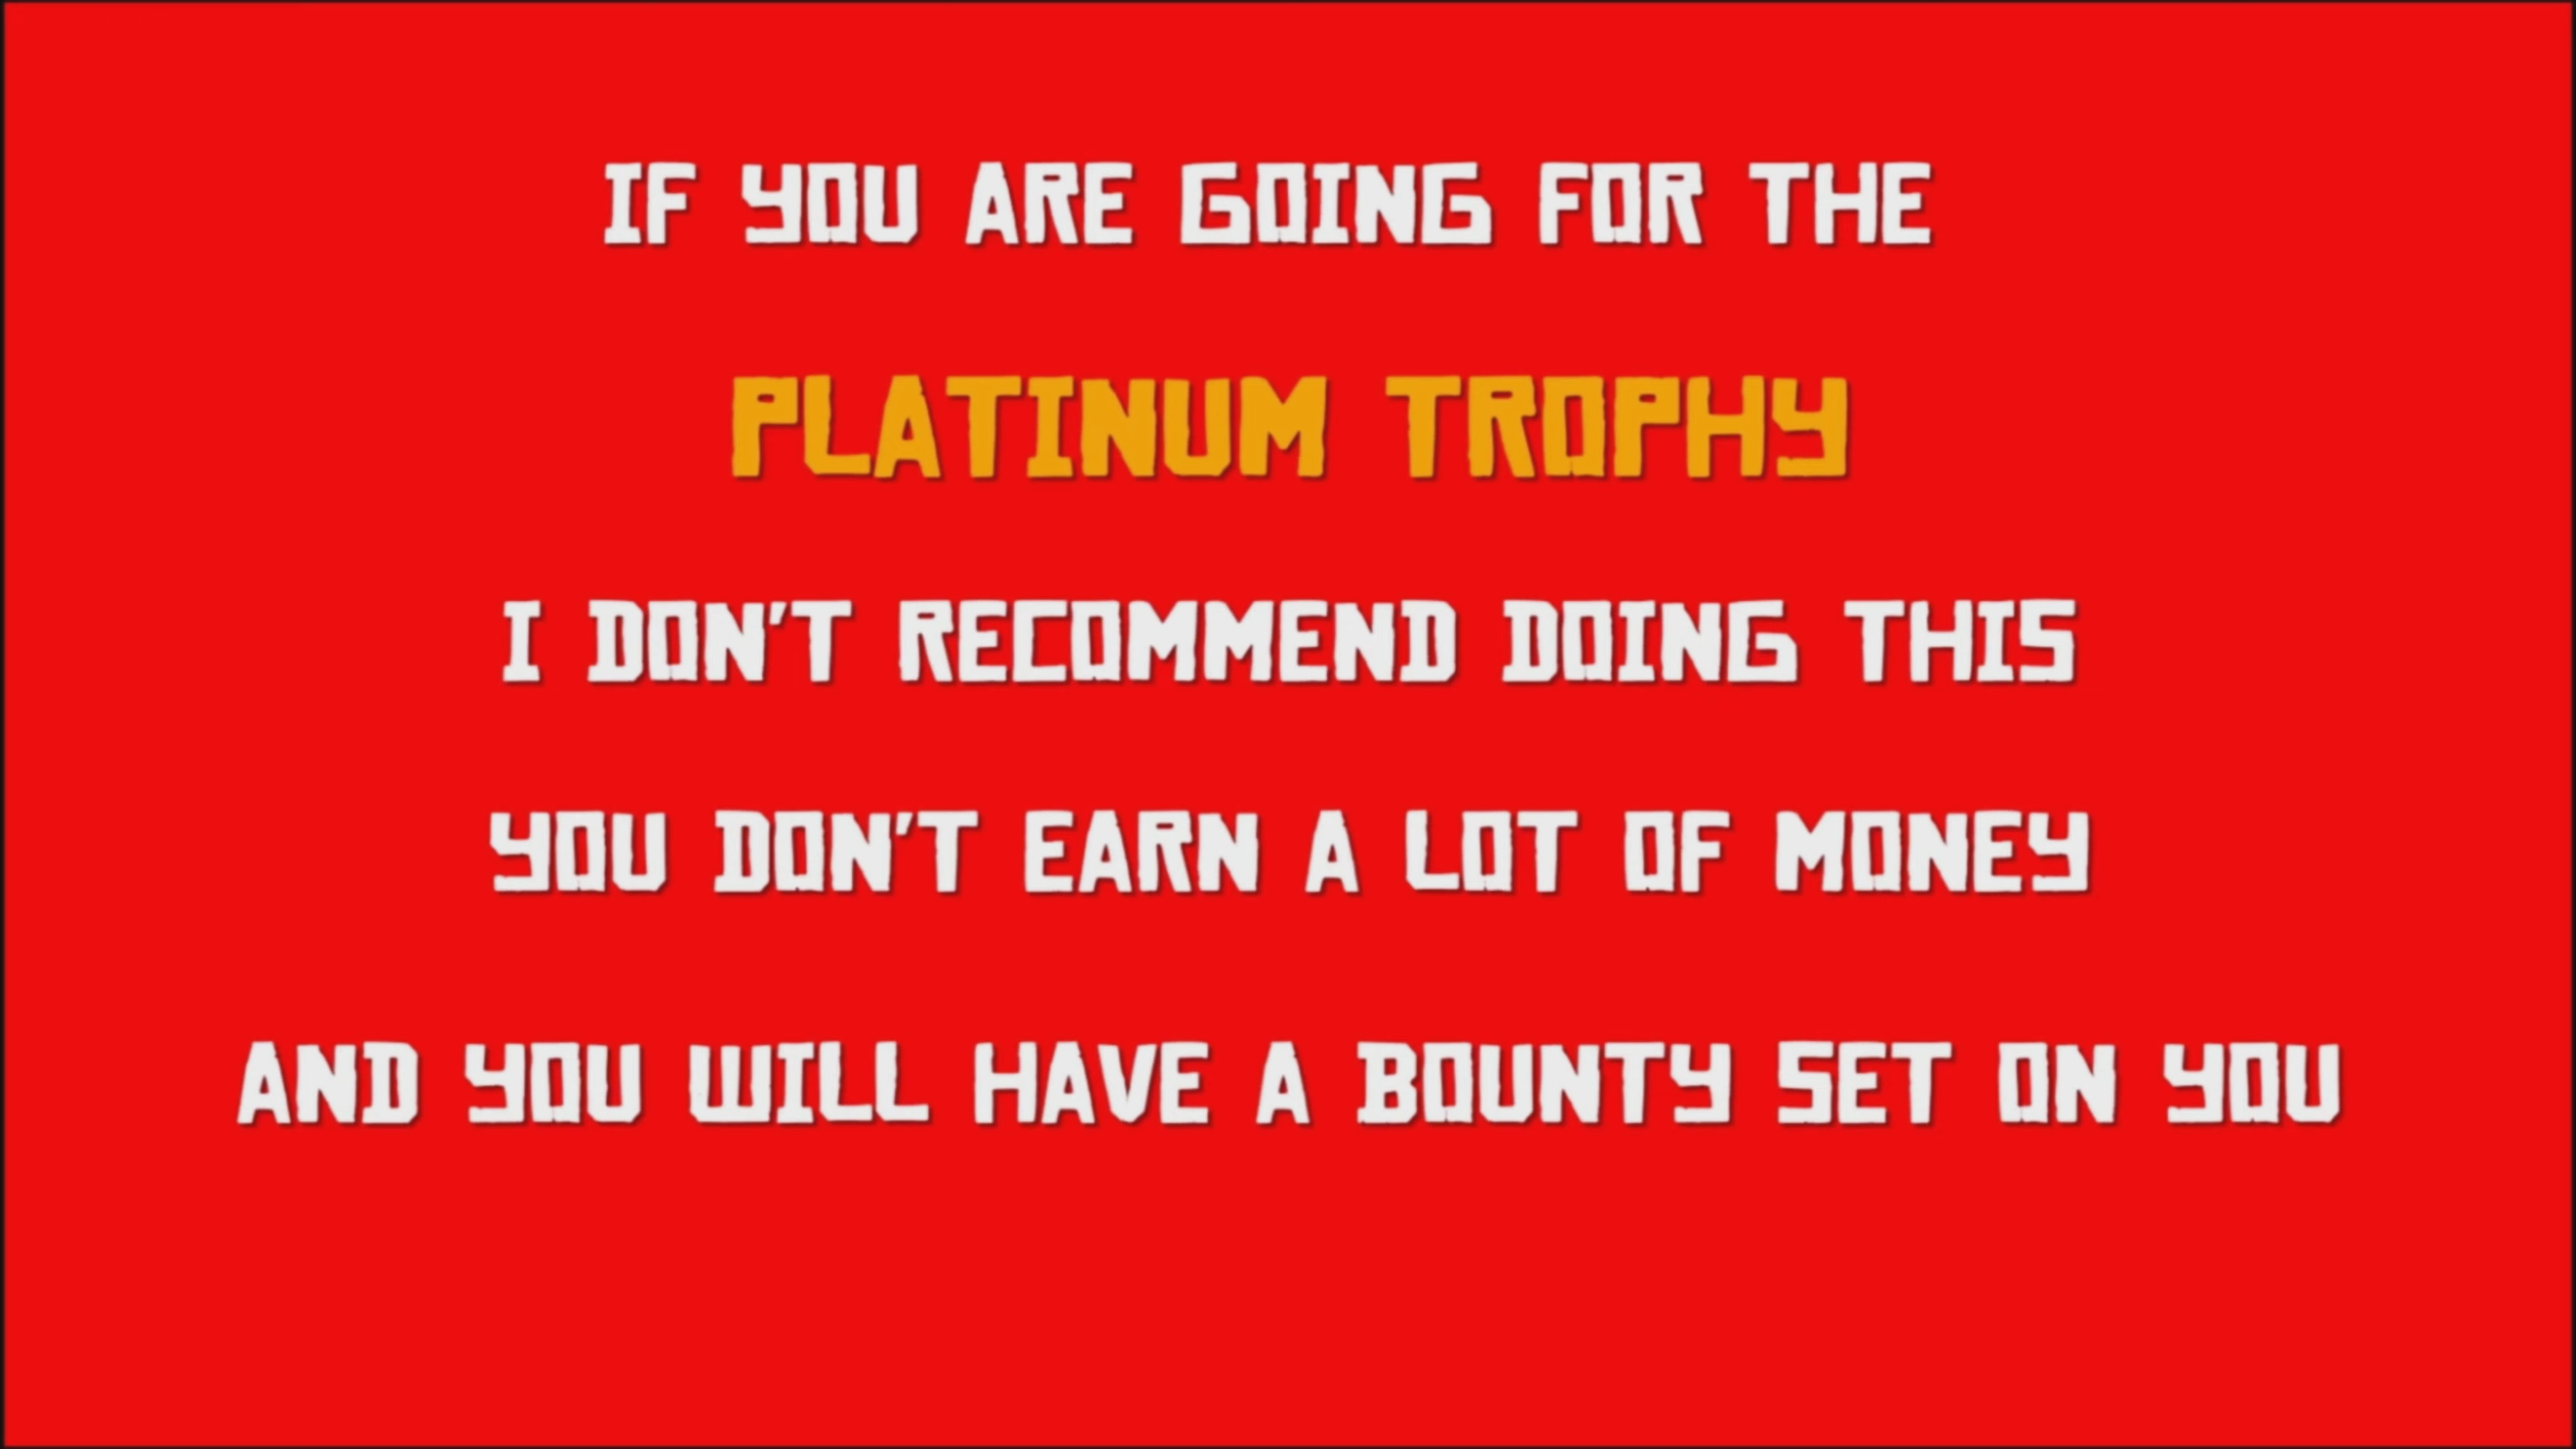 IF YOU ARE GOING FOR THE
PLATINUM TROPHY
I DON'T RECOMMEND DOING THIS
YOU DON'T EARN A LOT OF MONEY
AND YOU WILL HAVE A BOUNTY SET ON YOU